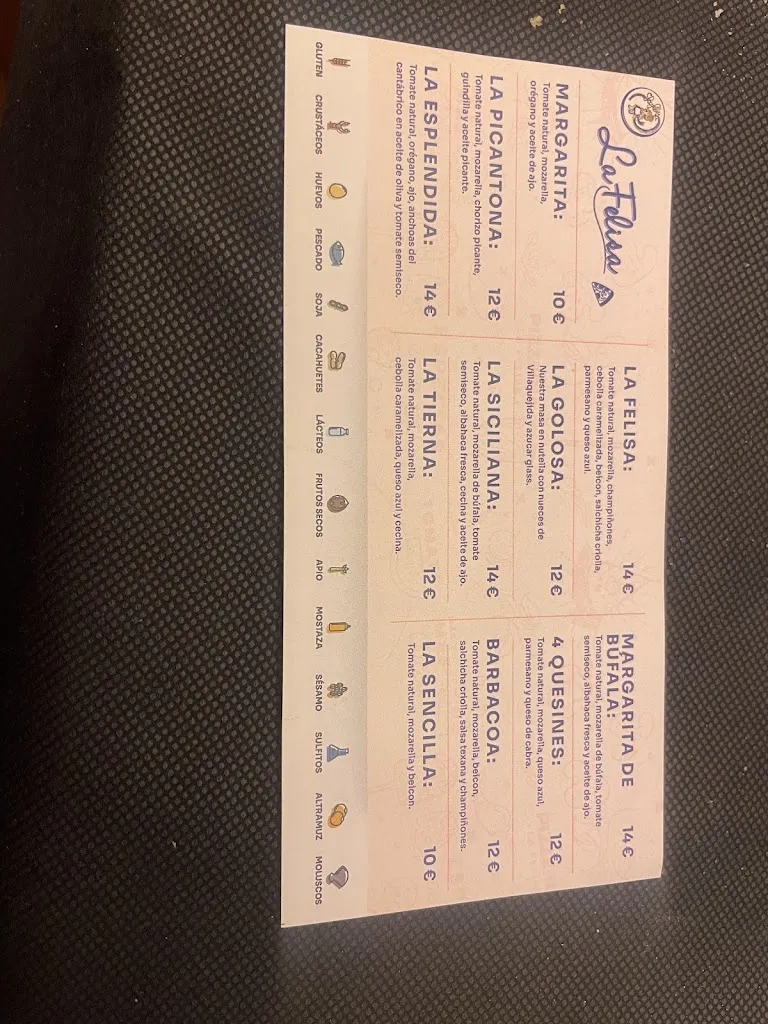 La Felisa
MARGARITA: 10 €
Tomate natural, mozarella,
orégano y aceite de ajo.
LA PICANTONA: 12 €
Tomate natural, mozarella, chorizo picante,
guindilla y aceite picante.
LA ESPLENDIDA: 14 €
Tomate natural, orégano, ajo, anchoas del
cantábrico en aceite de oliva y tomate semiseco.
LA FELISA: 14 €
Tomate natural, mozarella, champiñones,
cebolla caramelizada, beicon, salchicha criolla,
parmesano y queso azul.
LA GOLOSA: 12 €
Nuestra masa en nutella con nueces de
Villaquejida y azucar glass.
LA SICILIANA: 14 €
Tomate natural, mozarella de búfala, tomate
semiseco, albahaca fresca, cecina y aceite de ajo.
LA TIERNA: 12 €
Tomate natural, mozarella,
cebolla caramelizada, queso azul y cecina.
MARGARITA DE
BÚFALA: 14 €
Tomate natural, mozarella de búfala, tomate
semiseco, albahaca fresca y aceite de ajo.
4 QUESINES: 12 €
Tomate natural, mozarella, queso azul,
parmesano y queso de cabra.
BARBACOA: 12 €
Tomate natural, mozarella, beicon,
salchicha criolla, salsa texana y champiñones.
LA SENCILLA: 10 €
Tomate natural, mozarella y beicon.
GLUTEN CRUSTÁCEOS HUEVOS PESCADO SOJA CACAHUETES LÁCTEOS FRUTOS SECOS APIO MOSTAZA SÉSAMO SULFITOS ALTRAMUZ MOLUSCOS